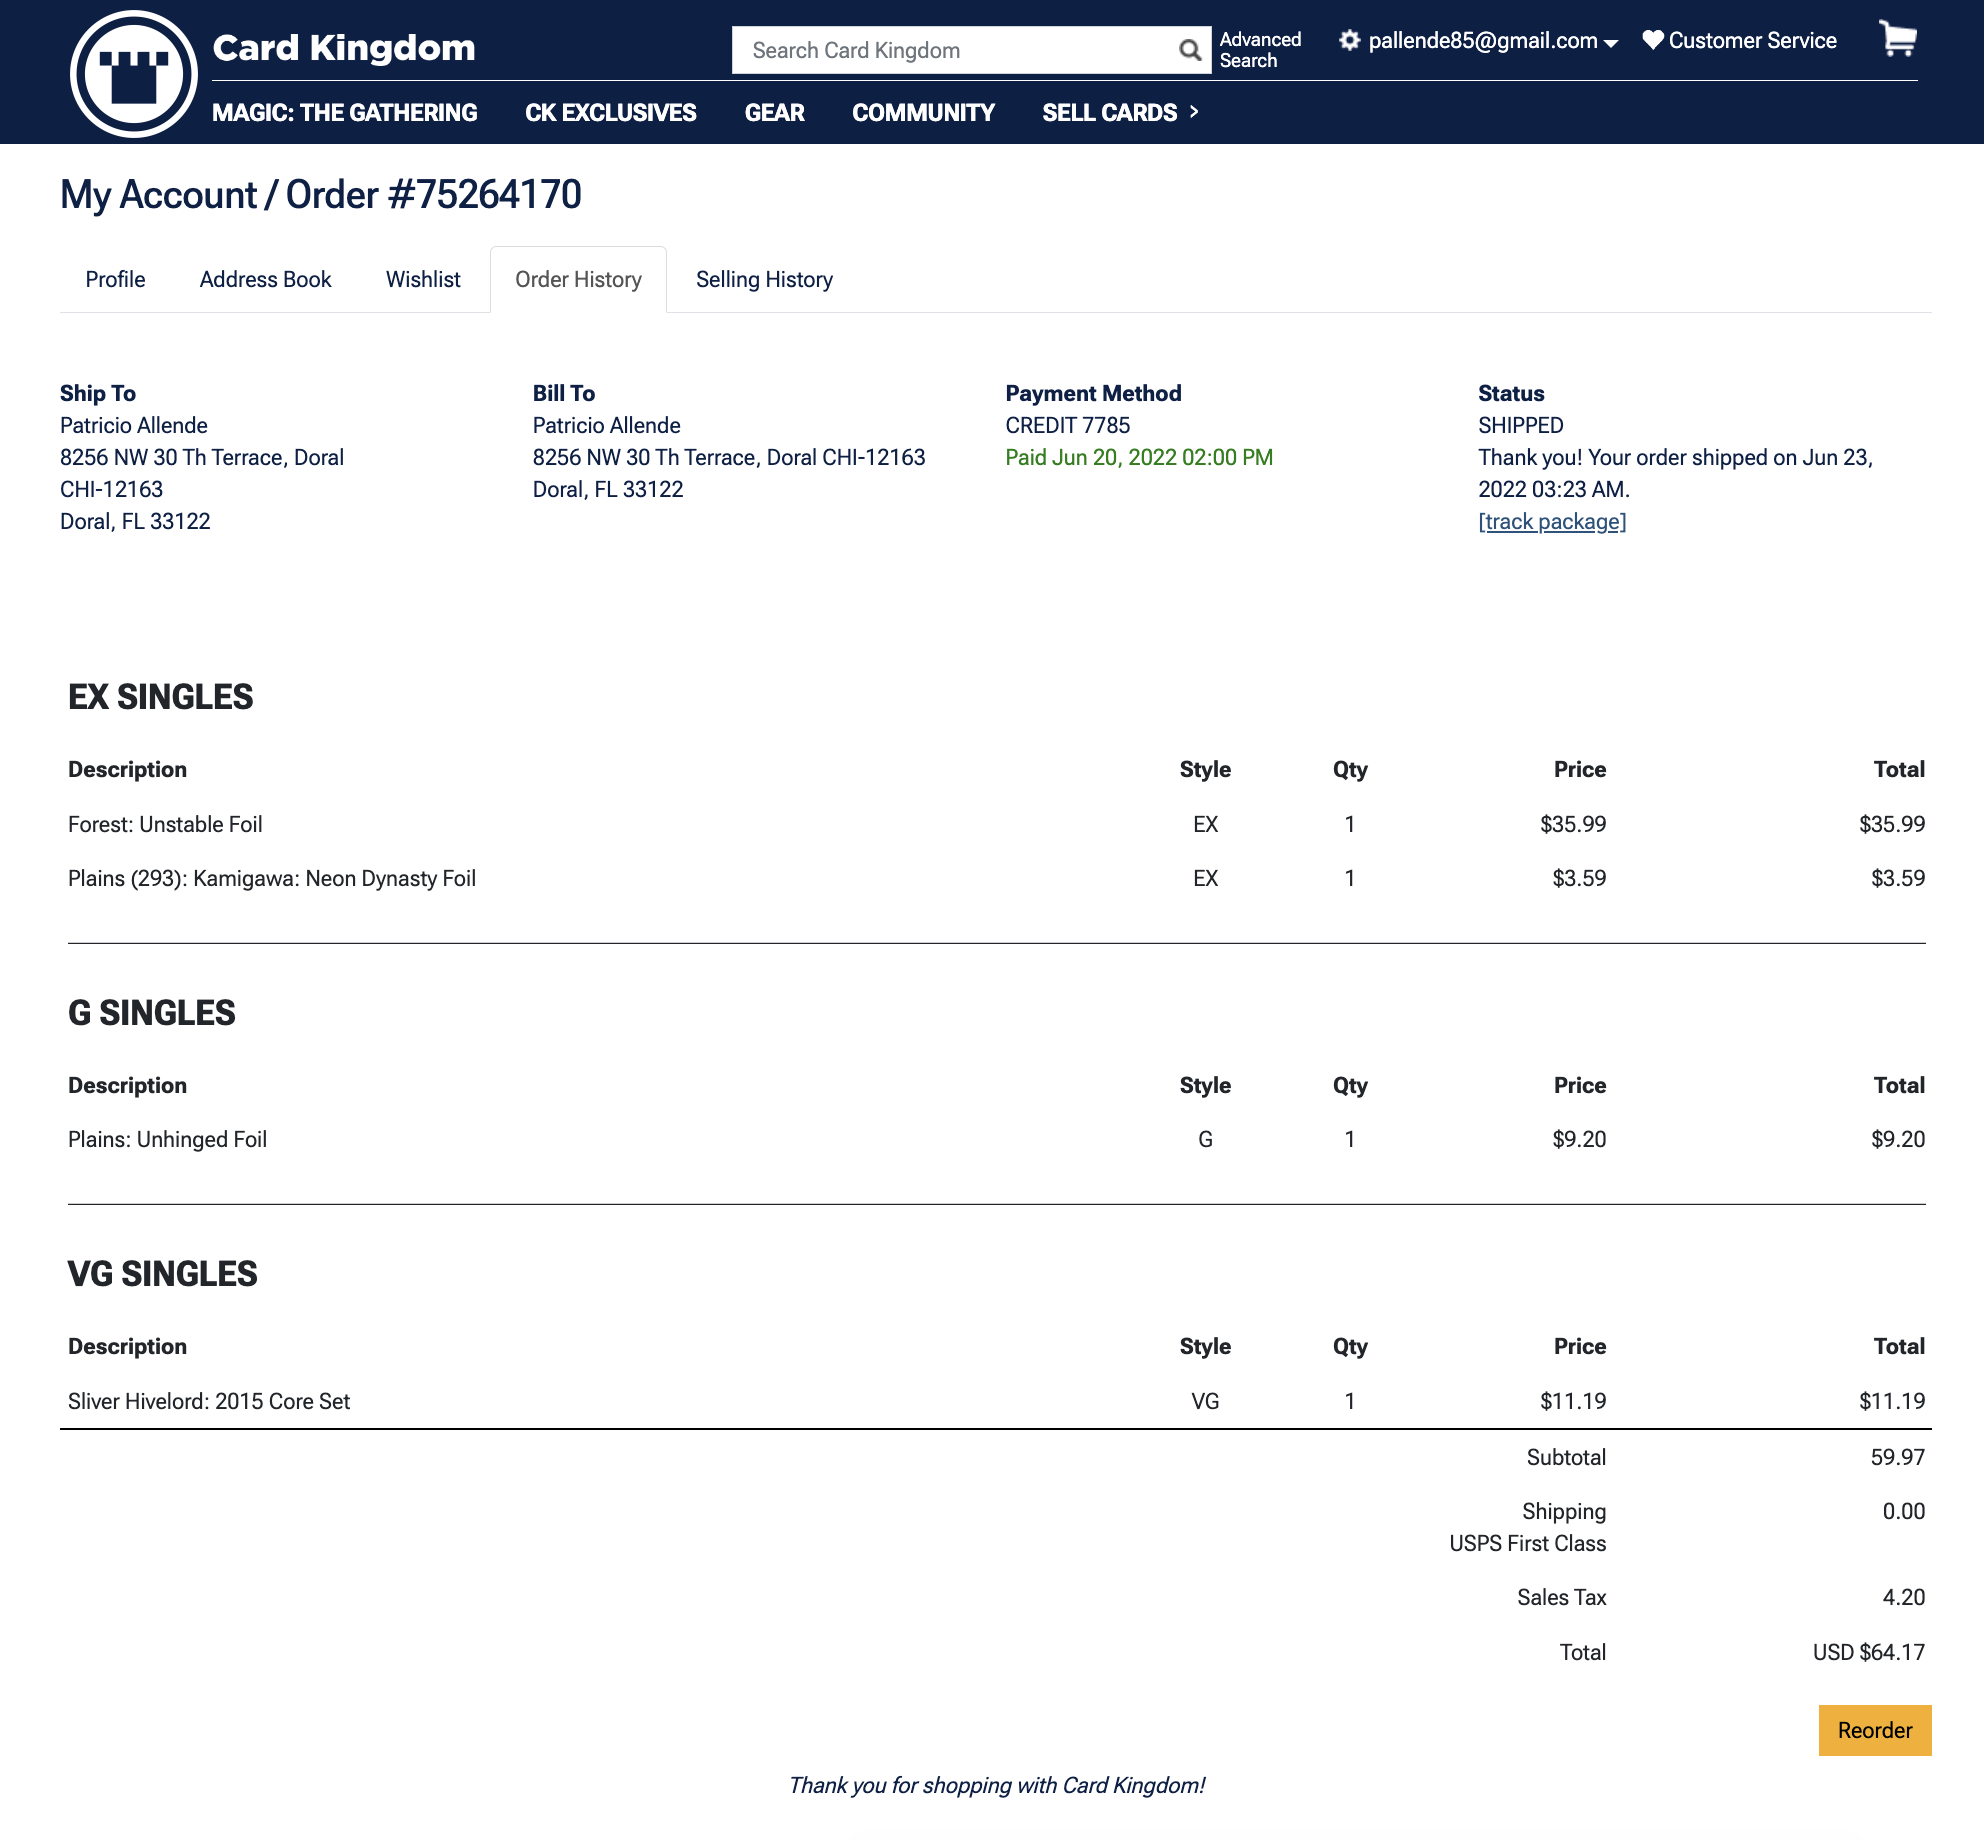 Card Kingdom
Search Card Kingdom
Advanced
Search
pallende85@gmail.com
Customer Service
MAGIC: THE GATHERING CK EXCLUSIVES GEAR COMMUNITY SELL CARDS >
My Account / Order #75264170
Profile Address Book Wishlist Order History Selling History
Ship To
Patricio Allende
8256 NW 30 Th Terrace, Doral
CHI-12163
Doral, FL 33122
Bill To
Patricio Allende
8256 NW 30 Th Terrace, Doral CHI-12163
Doral, FL 33122
Payment Method
CREDIT 7785
Paid Jun 20, 2022 02:00 PM
Status
SHIPPED
Thank you! Your order shipped on Jun 23,
2022 03:23 AM.
[track package]
EX SINGLES
Description Style Qty Price Total
Forest: Unstable Foil EX 1 $35.99 $35.99
Plains (293): Kamigawa: Neon Dynasty Foil EX 1 $3.59 $3.59
G SINGLES
Description Style Qty Price Total
Plains: Unhinged Foil G 1 $9.20 $9.20
VG SINGLES
Description Style Qty Price Total
Sliver Hivelord: 2015 Core Set VG 1 $11.19 $11.19
Subtotal 59.97
Shipping 0.00
USPS First Class
Sales Tax 4.20
Total USD $64.17
Reorder
Thank you for shopping with Card Kingdom!